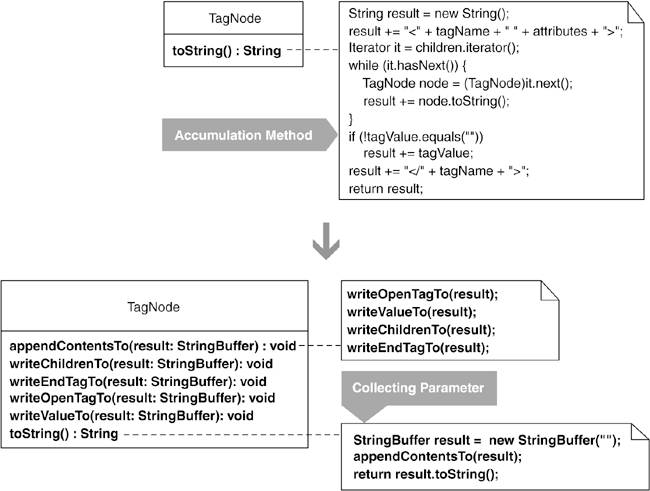 TagNode
toString() : String
String result = new String();
result += "<" + tagName + " " + attributes + ">";
Iterator it = children.iterator();
while (it.hasNext()) {
TagNode node = (TagNode)it.next();
result += node.toString();
}
if (!tagValue.equals(""))
result += tagValue;
result += "</" + tagName + ">";
return result;
Accumulation Method
TagNode
appendContentsTo(result: StringBuffer) : void
writeChildrenTo(result: StringBuffer): void
writeEndTagTo(result: StringBuffer): void
writeOpenTagTo(result: StringBuffer): void
writeValueTo(result: StringBuffer): void
toString() : String
writeOpenTagTo(result);
writeValueTo(result);
writeChildrenTo(result);
writeEndTagTo(result);
Collecting Parameter
StringBuffer result = new StringBuffer("");
appendContentsTo(result);
return result.toString();